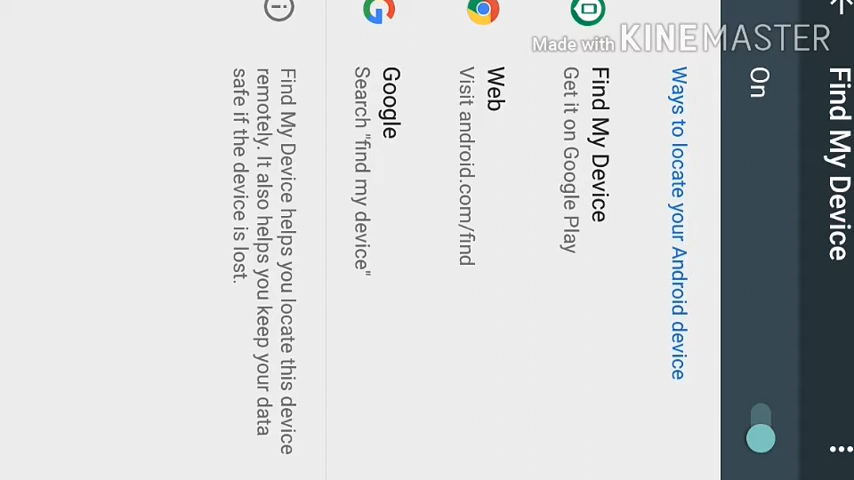 Find My Device
On
Ways to locate your Android device
Find My Device
Get it on Google Play
Web
Visit android.com/find
Google
Search "find my device"
Find My Device helps you locate this device
remotely. It also helps you keep your data
safe if the device is lost.
Made with KINEMASTER